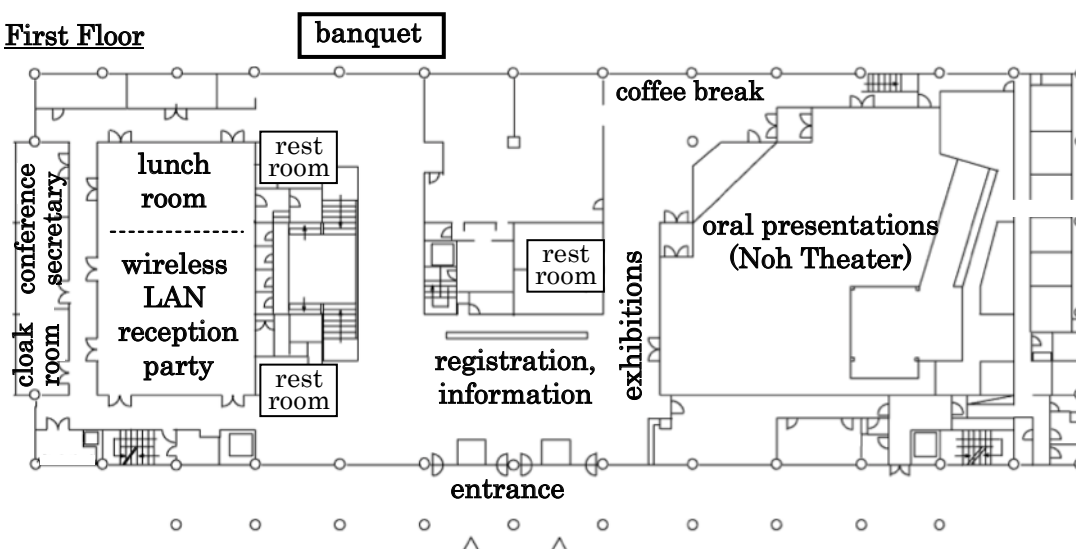 First Floor
banquet
coffee break
rest
room
lunch
room
conference
secretary
oral presentations
(Noh Theater)
rest
room
wireless
LAN
reception
party
exhibitions
cloak
room
registration,
information
rest
room
entrance